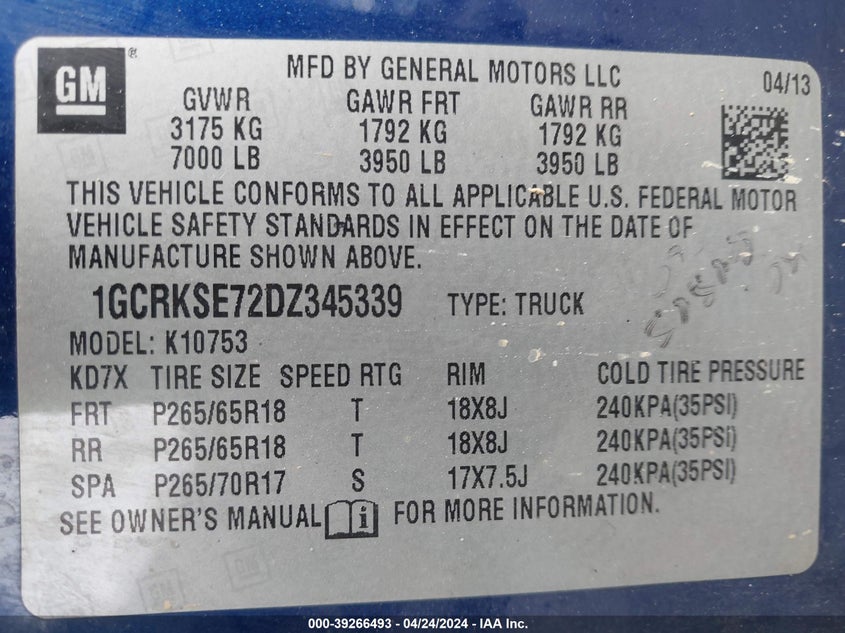 GM
®
MFD BY GENERAL MOTORS LLC
04/13
GVWR GAWR FRT GAWR RR
3175 KG 1792 KG 1792 KG
7000 LB 3950 LB 3950 LB
THIS VEHICLE CONFORMS TO ALL APPLICABLE U.S. FEDERAL MOTOR
VEHICLE SAFETY STANDARDS IN EFFECT ON THE DATE OF
MANUFACTURE SHOWN ABOVE.
1GCRKSE72DZ345339 TYPE: TRUCK
MODEL: K10753
KD7X TIRE SIZE SPEED RTG RIM COLD TIRE PRESSURE
FRT P265/65R18 T 18X8J 240KPA(35PSI)
RR P265/65R18 T 18X8J 240KPA(35PSI)
SPA P265/70R17 S 17X7.5J 240KPA(35PSI)
SEE OWNER'S MANUAL i FOR MORE INFORMATION.
000-39266493 - 04/24/2024 - IAA Inc.